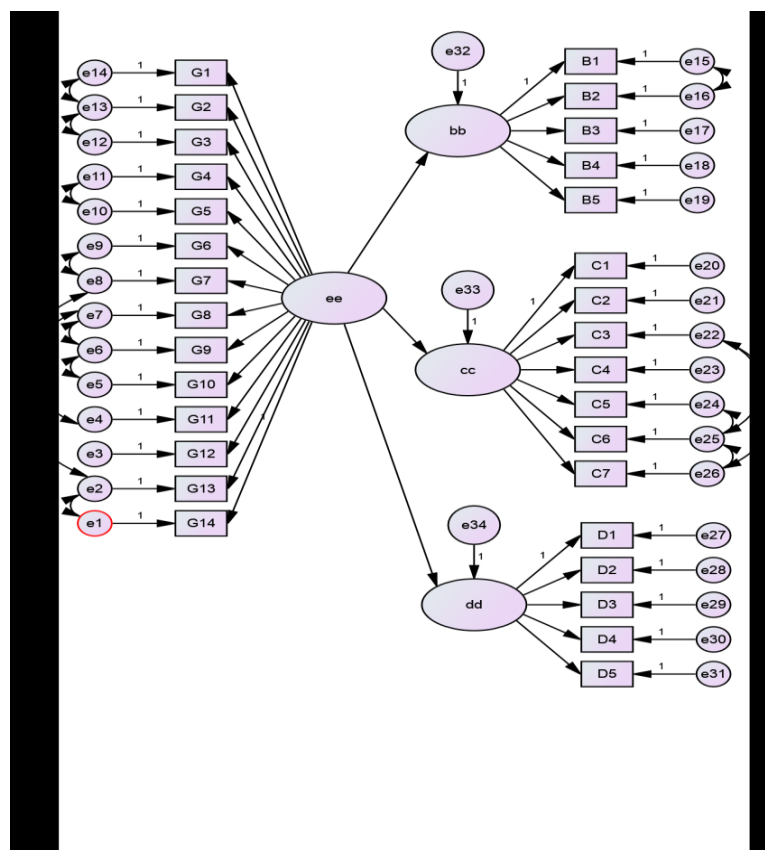 e14 1 G1
e13 1 G2
e12 1 G3
e11 1 G4
e10 1 G5
e9 1 G6
e8 1 G7
e7 1 G8
e6 1 G9
e5 1 G10
e4 1 G11
e3 1 G12
e2 1 G13
e1 1 G14
1
ee
e32
1
bb
1
B1 1 e15
B2 1 e16
B3 1 e17
B4 1 e18
B5 1 e19
e33
1
cc
1
C1 1 e20
C2 1 e21
C3 1 e22
C4 1 e23
C5 1 e24
C6 1 e25
C7 1 e26
e34
1
dd
1
D1 1 e27
D2 1 e28
D3 1 e29
D4 1 e30
D5 1 e31